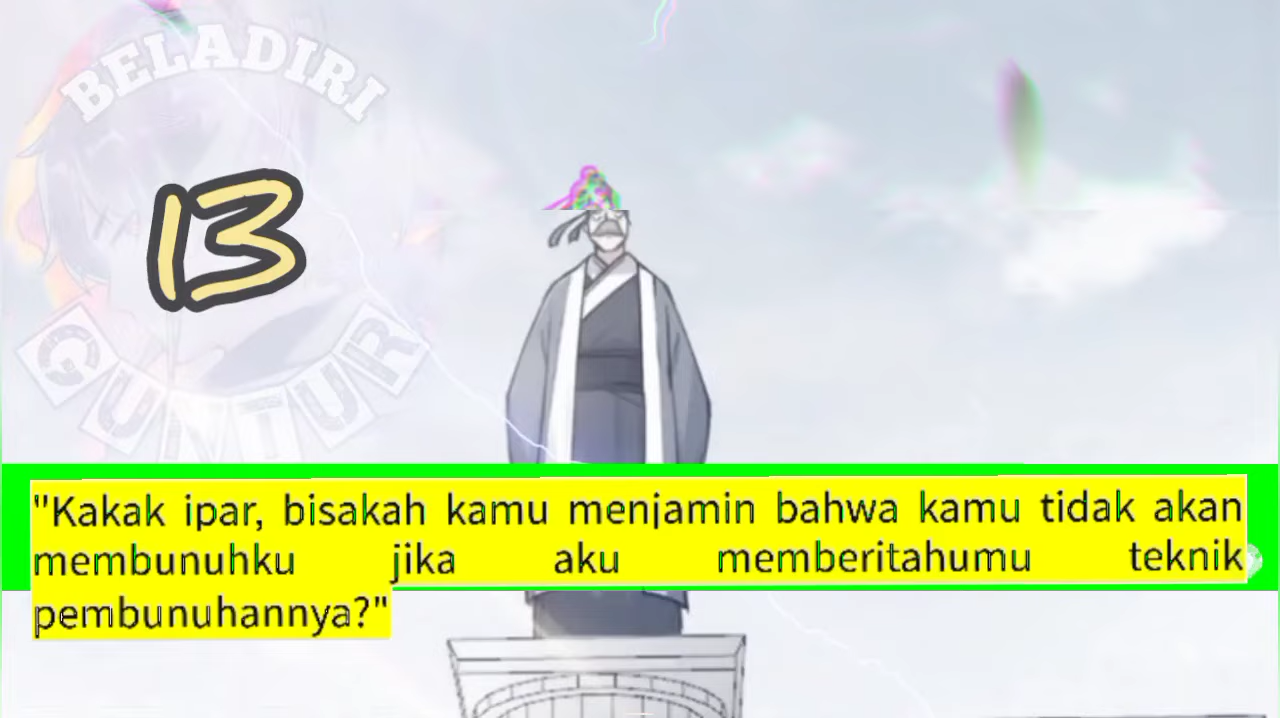 BELADIRI
13
GUNTUR
"Kakak ipar, bisakah kamu menjamin bahwa kamu tidak akan
membunuhku jika aku memberitahumu teknik
pembunuhannya?"